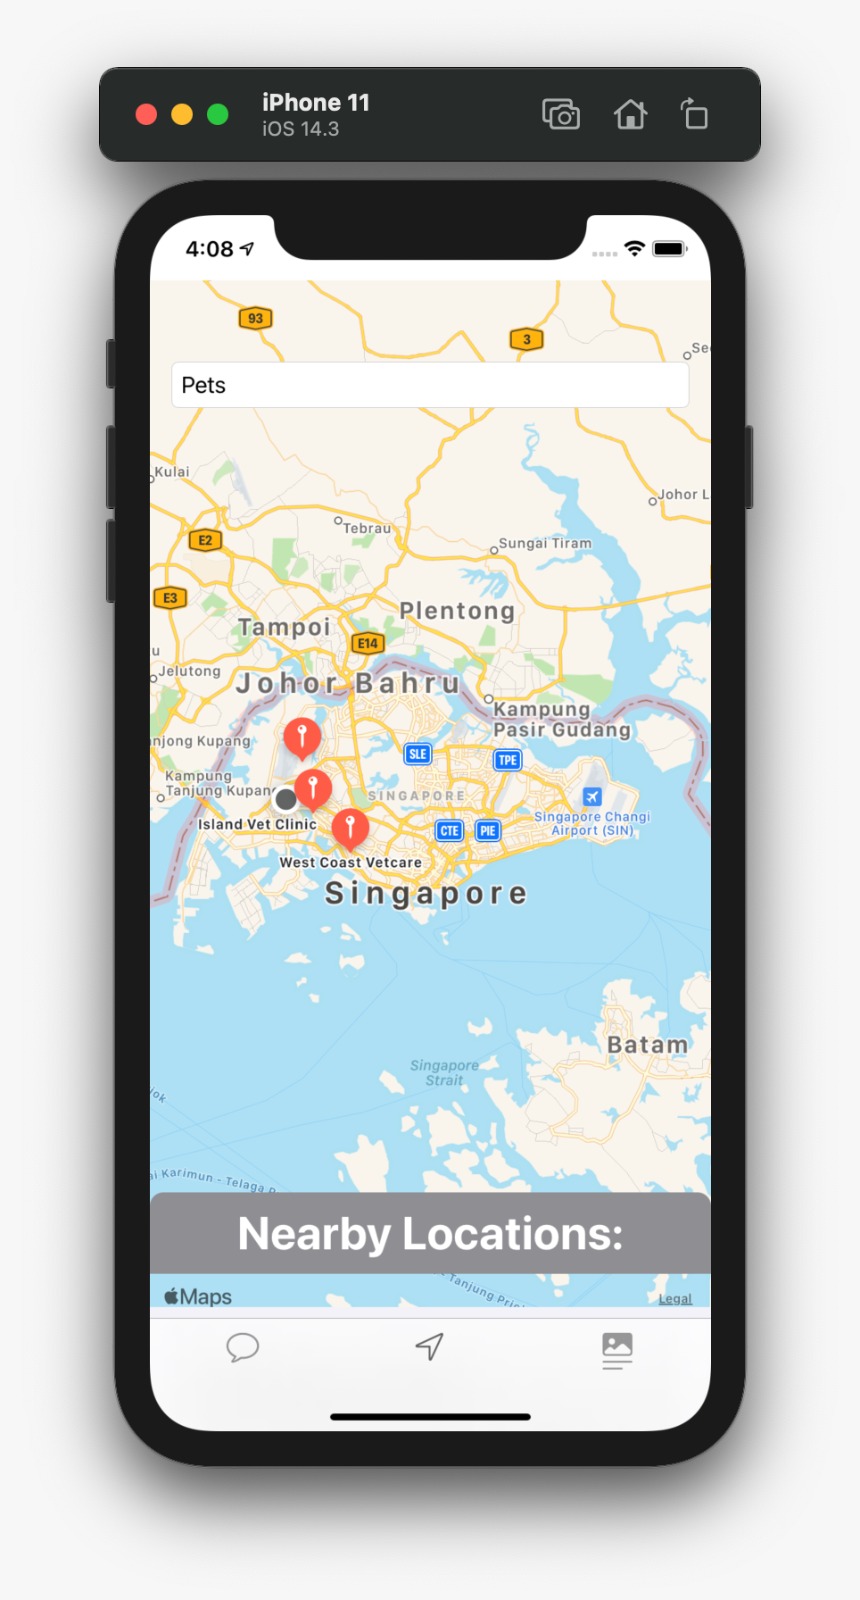 iPhone 11
iOS 14.3
4:08
93
3
Se
Pets
Kulai
Johor L
Tebrau
E2
Sungai Tiram
E3
Plentong
Tampoi
E14
u
Jelutong
Johor Bahru
Kampung
Pasir Gudang
njong Kupang
SLE
TPE
Kampung
Tanjung Kupang
SINGAPORE
Island Vet Clinic
CTE
PIE
Singapore Changi
Airport (SIN)
West Coast Vetcare
Singapore
Batam
Singapore
Strait
ok
ai Karimun - Telaga P
Nearby Locations:
Tanjung Prio
Maps
Legal